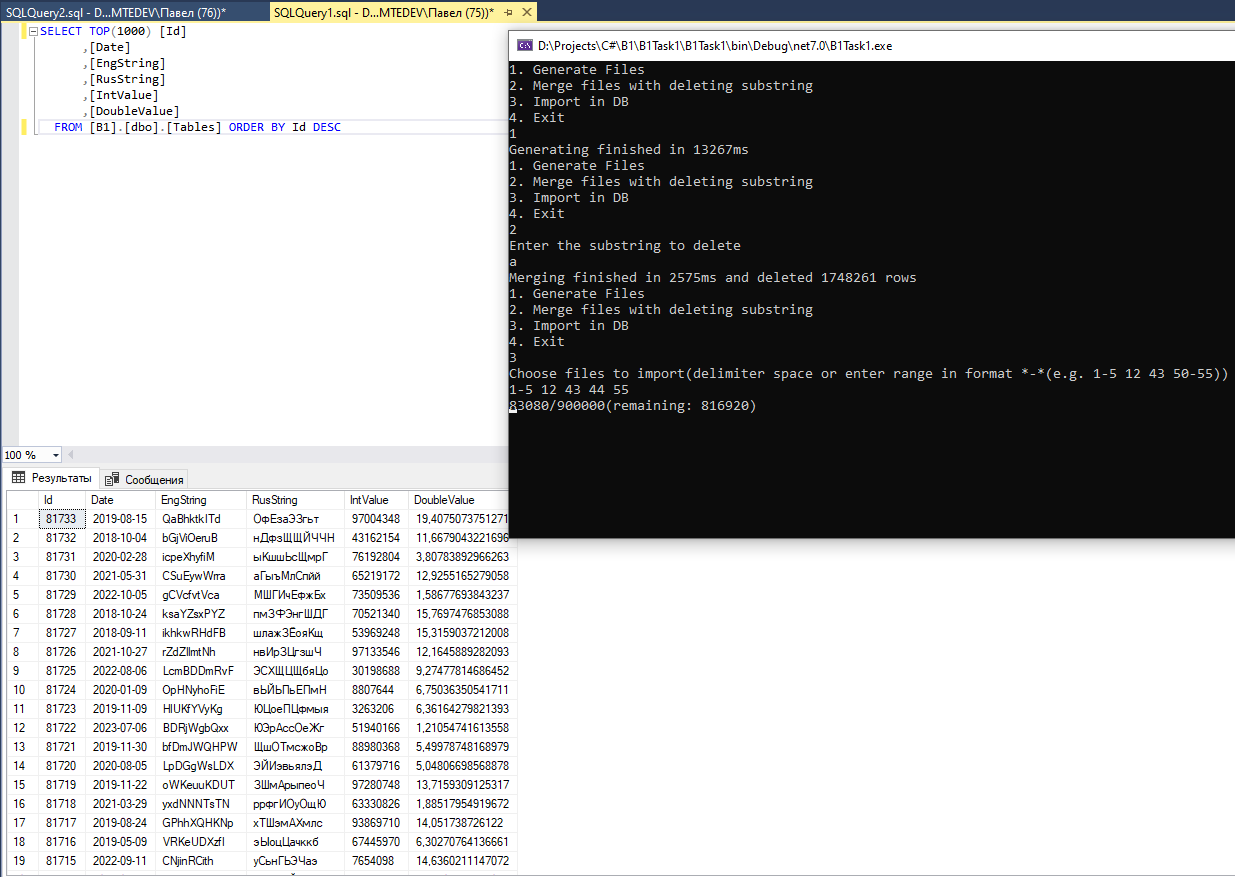 SQLQuery2.sql - D...MTEDEV\Павел (76))*
SQLQuery1.sql - D...MTEDEV\Павел (75))*
SELECT TOP(1000) [Id]
,[Date]
,[EngString]
,[RusString]
,[IntValue]
,[DoubleValue]
FROM [B1].[dbo].[Tables] ORDER BY Id DESC
D:\Projects\C#\B1\B1Task1\B1Task1\bin\Debug\net7.0\B1Task1.exe
1. Generate Files
2. Merge files with deleting substring
3. Import in DB
4. Exit
1
Generating finished in 13267ms
1. Generate Files
2. Merge files with deleting substring
3. Import in DB
4. Exit
2
Enter the substring to delete
a
Merging finished in 2575ms and deleted 1748261 rows
1. Generate Files
2. Merge files with deleting substring
3. Import in DB
4. Exit
3
Choose files to import(delimiter space or enter range in format *-*(e.g. 1-5 12 43 50-55))
1-5 12 43 44 55
83080/900000(remaining: 816920)
100 %
Результаты Сообщения
Id Date EngString RusString IntValue DoubleValue
1 81733 2019-08-15 QaBhktkITd ОфЕзаЭЗгьт 97004348 19,4075073751271
2 81732 2018-10-04 bGjViOeruB нДфзЩЩЙЧЧН 43162154 11,6679043221696
3 81731 2020-02-28 icpeXhyfiM ыКшшЬсЩмрГ 76192804 3,80783892966263
4 81730 2021-05-31 CSuEywWrra аГыъМлСпйй 65219172 12,9255165279058
5 81729 2022-10-05 gCVcfvtVca МШГИчЕфжБх 73509536 1,58677693843237
6 81728 2018-10-24 ksaYZsxPYZ пмЗФЭнгШДГ 70521340 15,7697476853088
7 81727 2018-09-11 ikhkwRHdFB шлажЗЁояКщ 53969248 15,3159037212008
8 81726 2021-10-27 rZdZIlmtNh нвИрЗЦгзшЧ 97133546 12,1645889282093
9 81725 2022-08-06 LcmBDDmRvF ЭСХЩЦЩбяЦо 30198688 9,27477814686452
10 81724 2020-01-09 OpHNyhoFiE вЬЙЬПьЕПмН 8807644 6,75036350541711
11 81723 2019-11-09 HIUKfYVyKg ЮЦоеПЦфмыя 3263206 6,36164279821393
12 81722 2023-07-06 BDRjWgbQxx ЮЭрАссОеЖг 51940166 1,21054741613558
13 81721 2019-11-30 bfDmJWQHPW ЩшОТмсжоВр 88980368 5,49978748168979
14 81720 2020-08-05 LpDGgWsLDX ЭЙИэвьялэД 61379716 5,04806698568878
15 81719 2019-11-22 oWKeuuKDUT ЗШмАрыпеоЧ 97280748 13,7159309125317
16 81718 2021-03-29 yxdNNNTsTN ррфгИОуОщЮ 63330826 1,88517954919672
17 81717 2019-08-24 GPhhXQHKNp хТШэмАХмлс 93869710 14,051738726122
18 81716 2019-05-09 VRKeUDXzfI эЫоцЦачккб 67445970 6,30270764136661
19 81715 2022-09-11 CNjinRCith уСьнГЬЭЧаэ 7654098 14,6360211147072